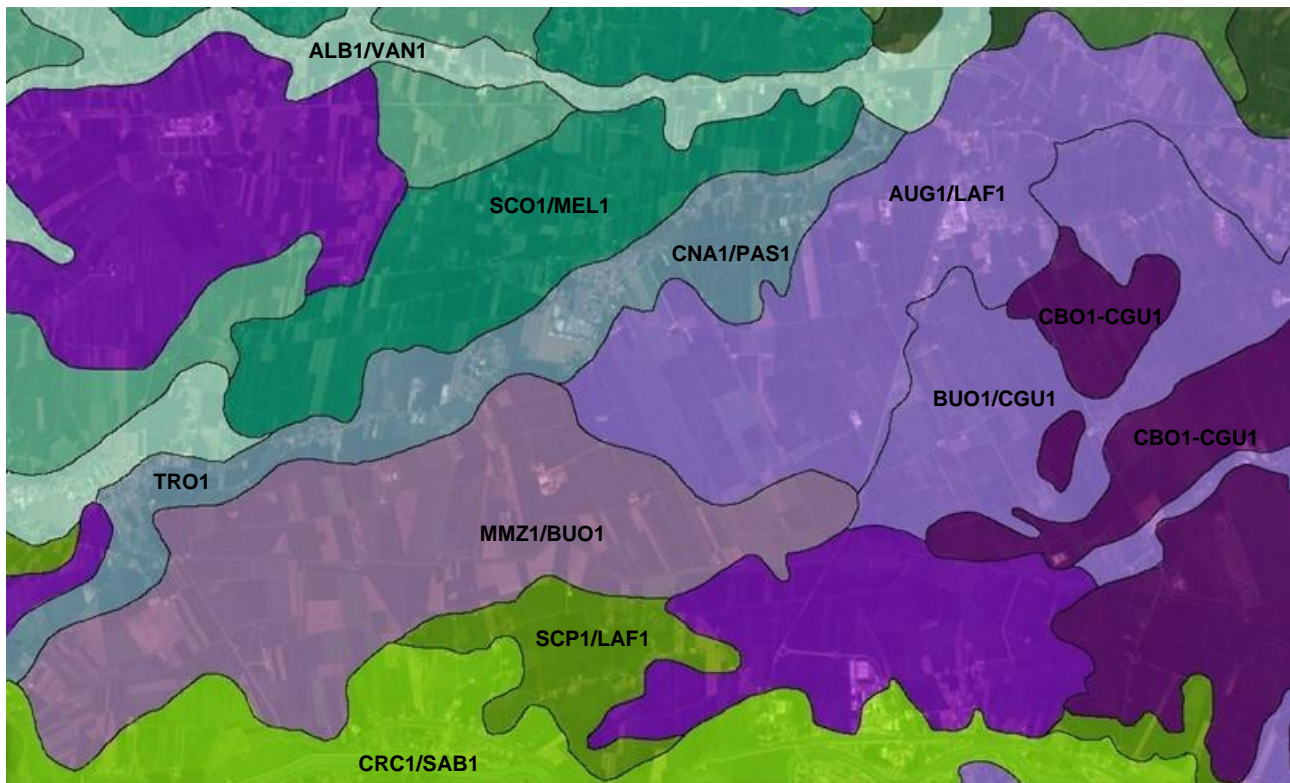 ALB1/VAN1
SCO1/MEL1
AUG1/LAF1
CNA1/PAS1
CBO1-CGU1
BUO1/CGU1
CBO1-CGU1
TRO1
MMZ1/BUO1
SCP1/LAF1
CRC1/SAB1